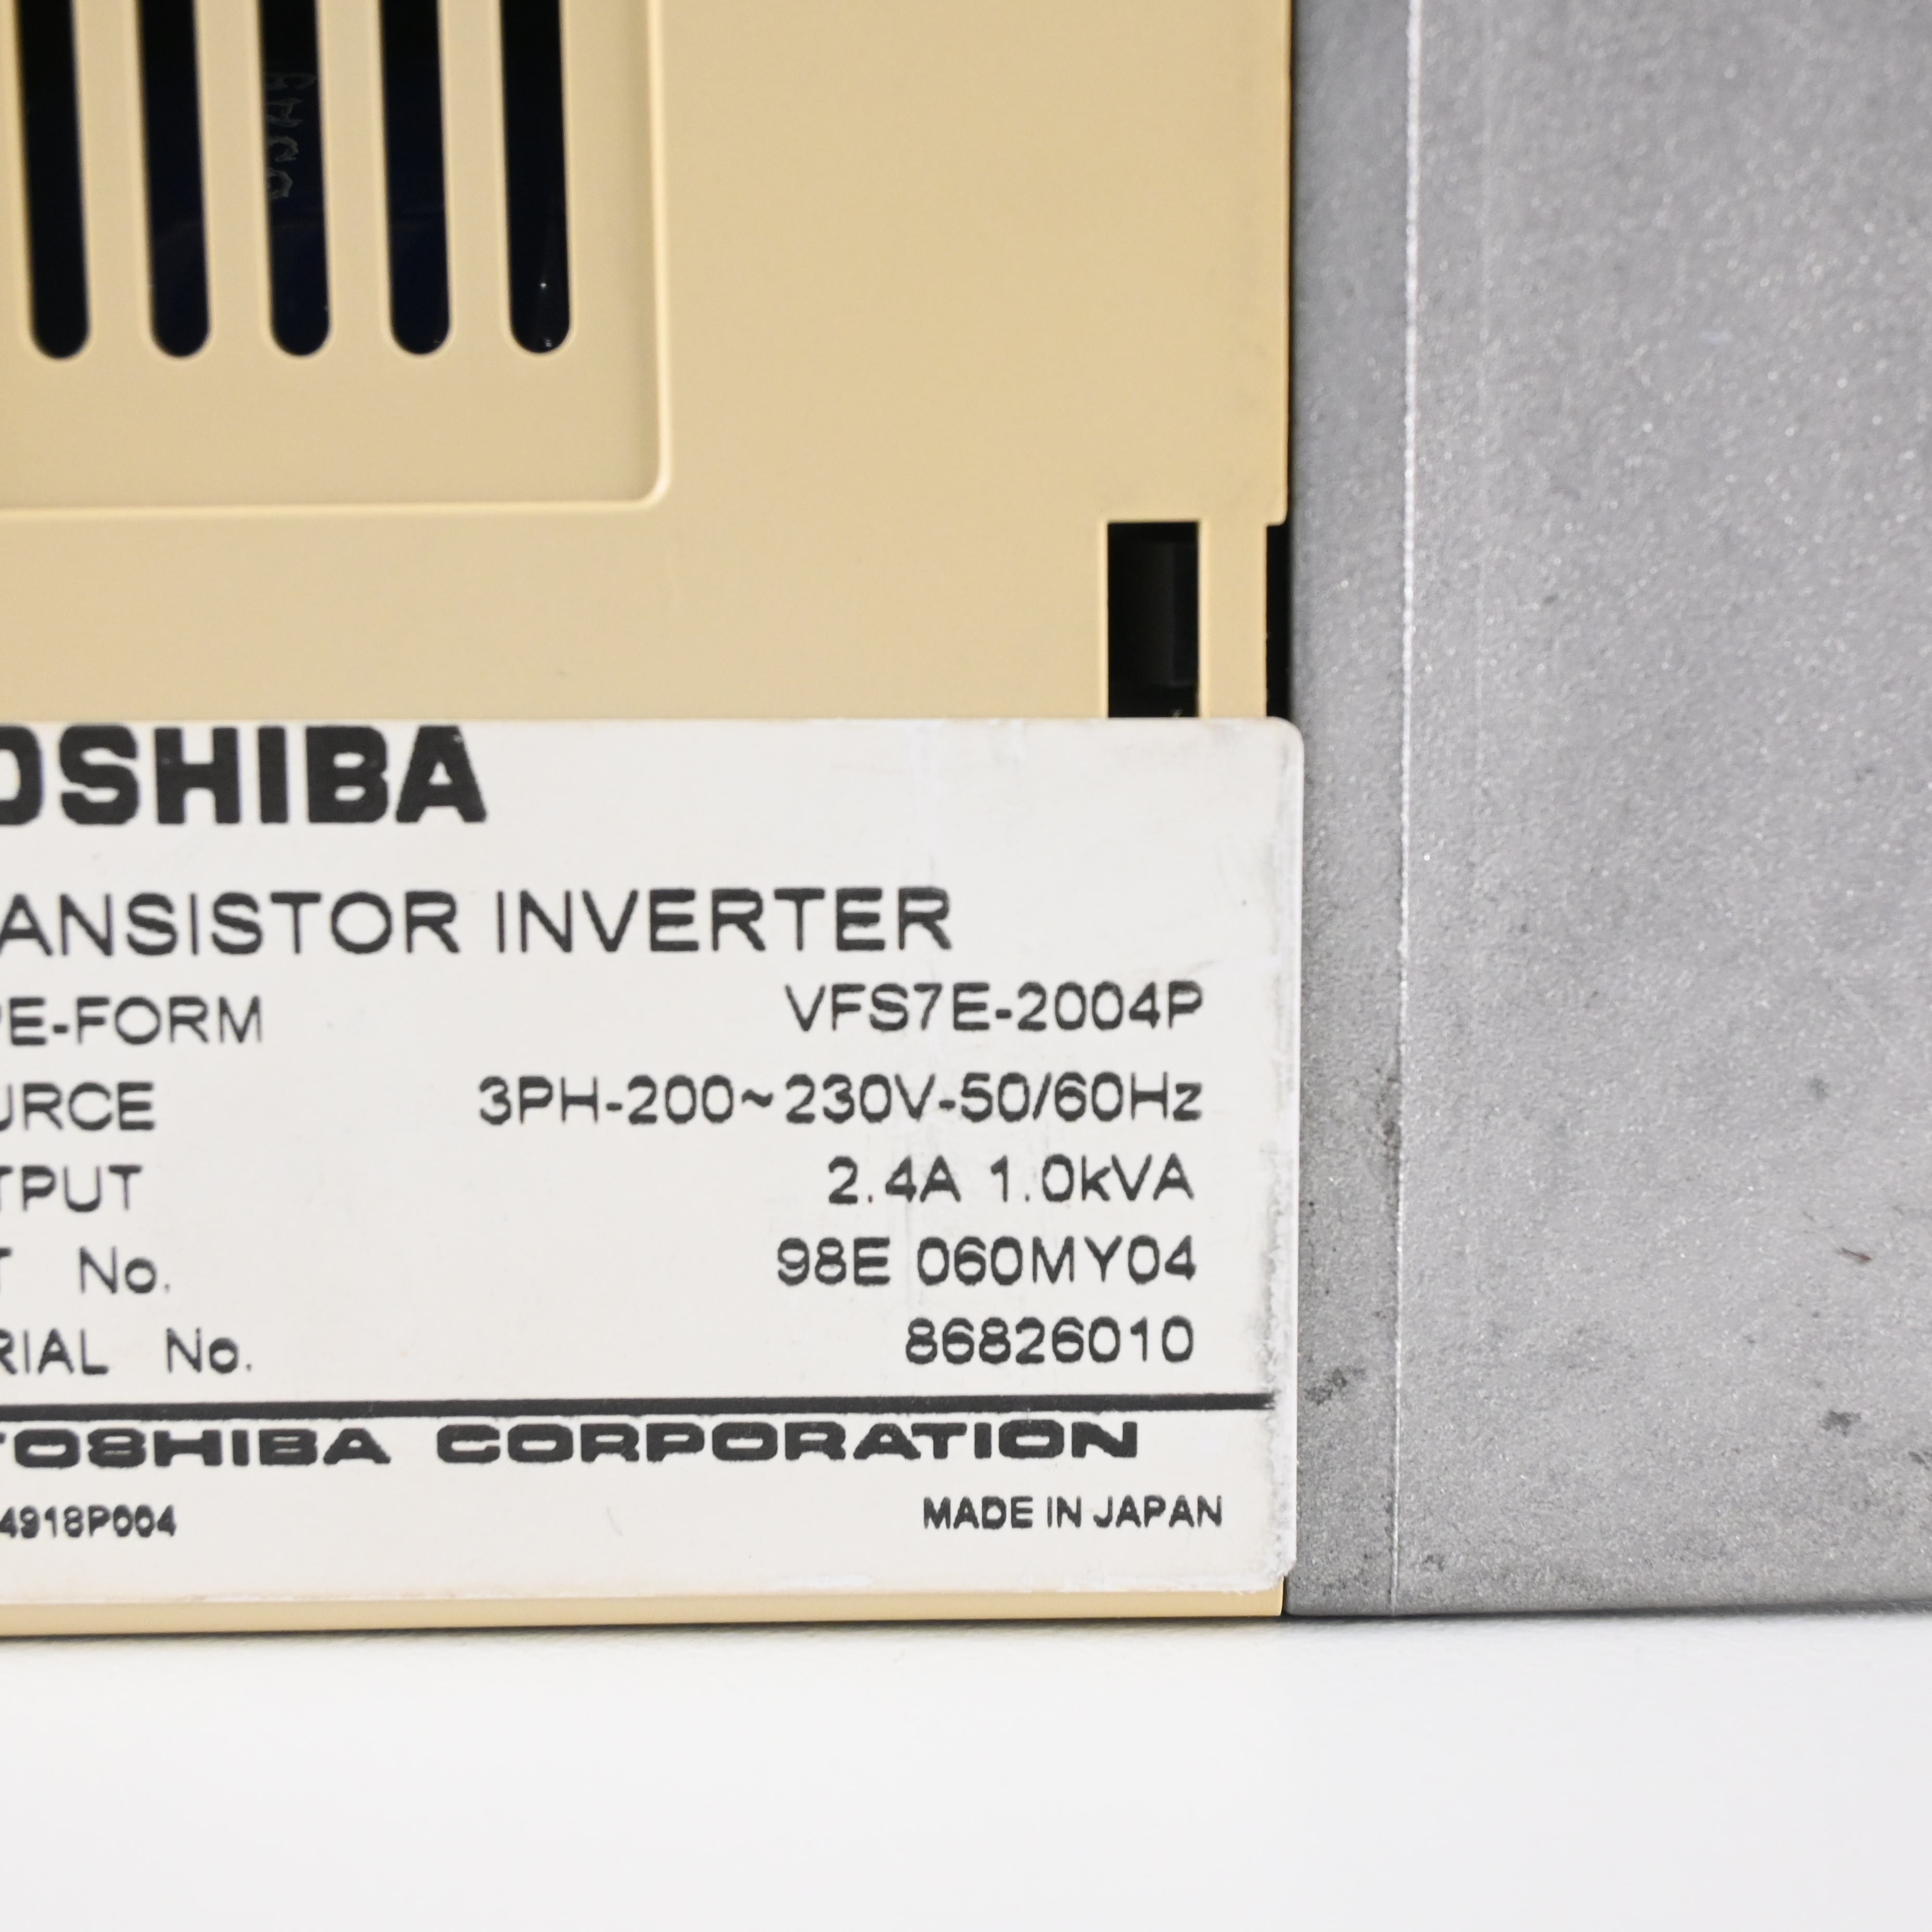 OSHIBA
ANSISTOR INVERTER
PE-FORM VFS7E-2004P
URCE 3PH-200~230V-50/60Hz
TPUT 2.4A 1.0kVA
T No. 98E 060MY04
RIAL No. 86826010
TOSHIBA CORPORATION
4918P004 MADE IN JAPAN